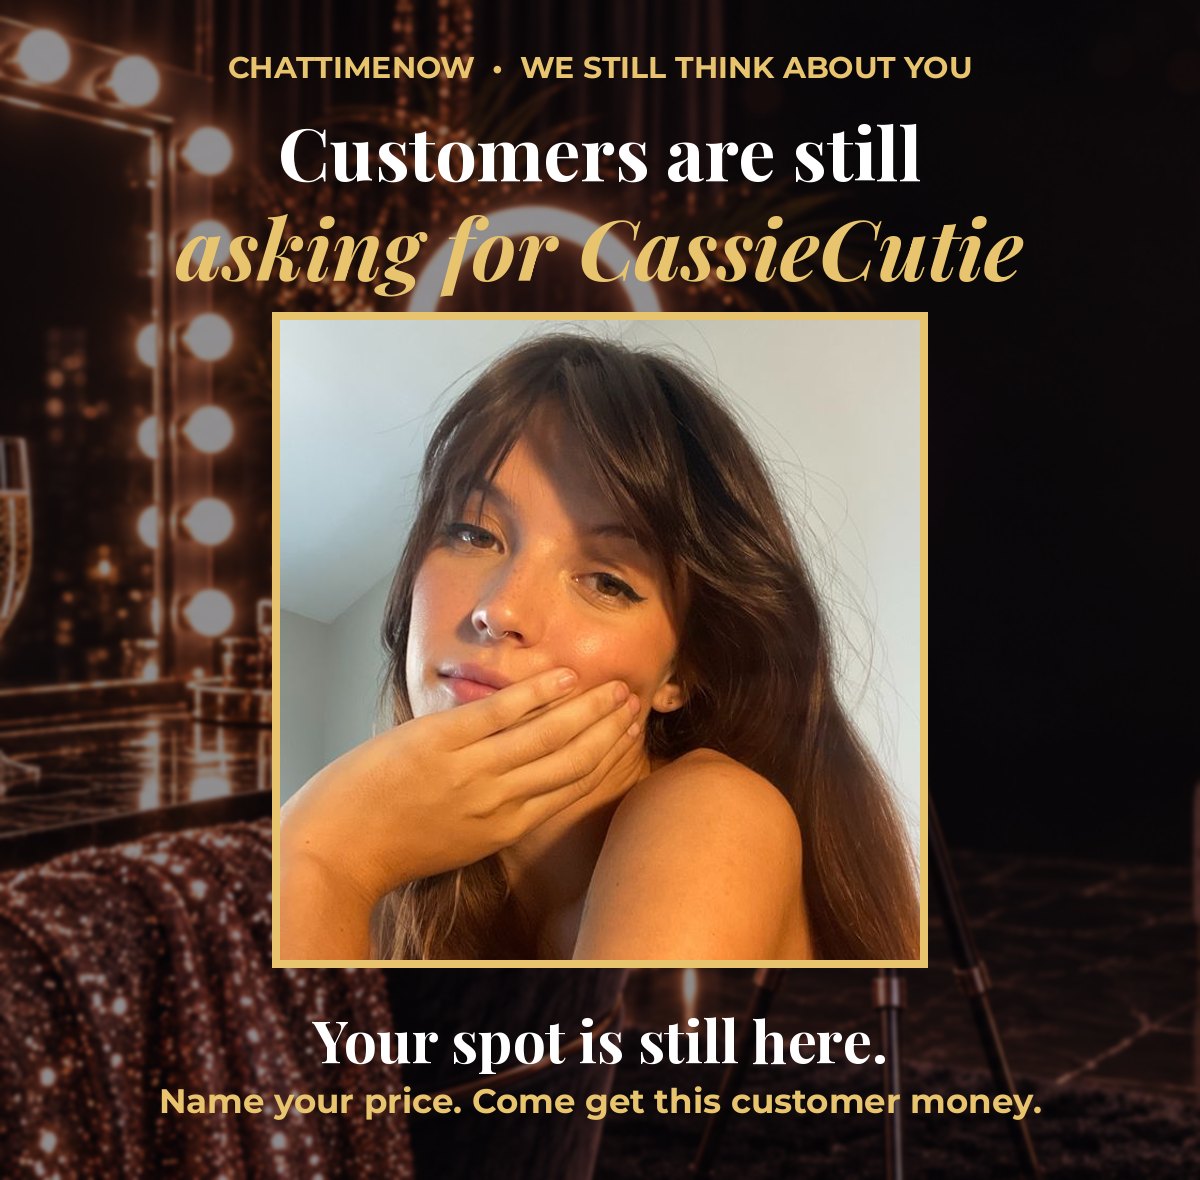 CHATTIMENOW • WE STILL THINK ABOUT YOU
Customers are still
asking for CassieCutie
Your spot is still here.
Name your price. Come get this customer money.